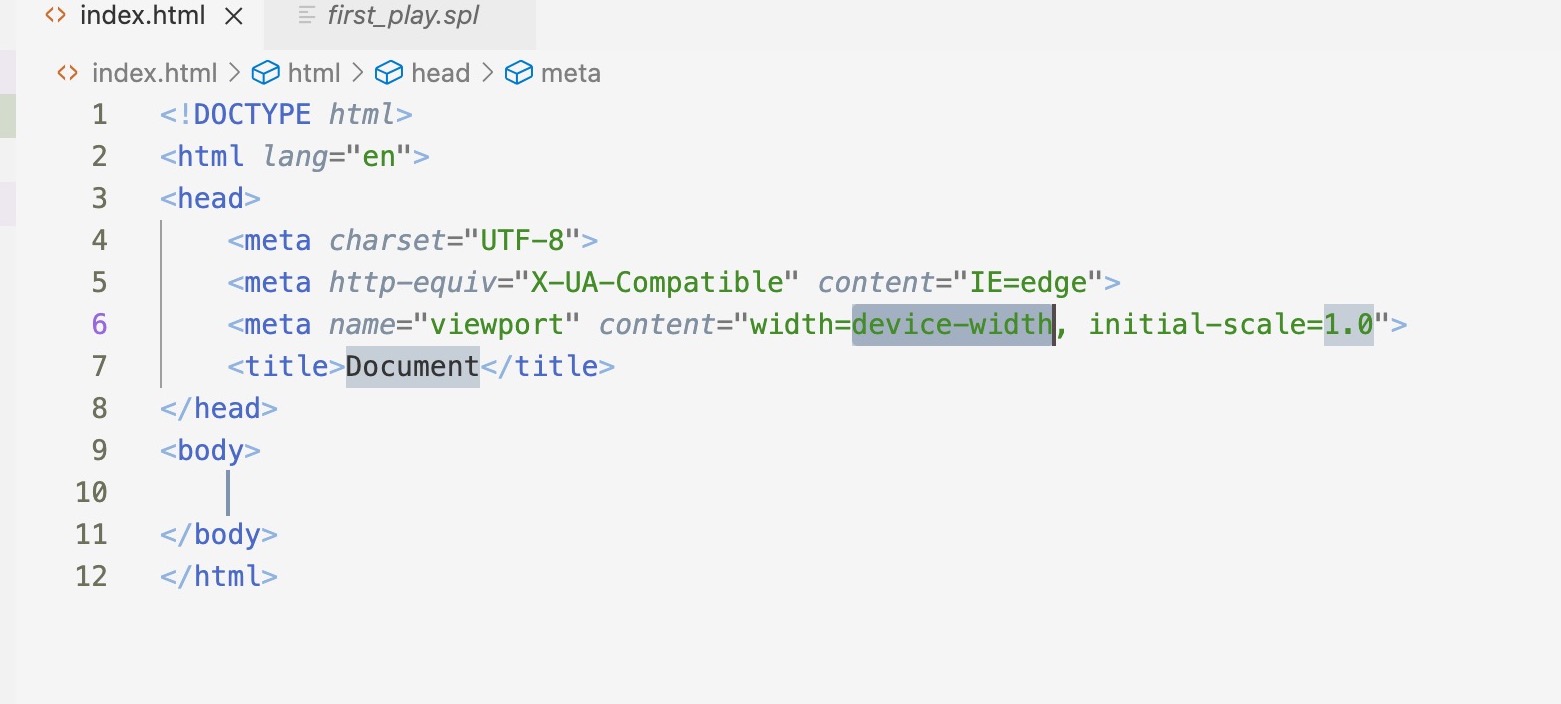 index.html first_play.spl
index.html > html > head > meta
1 <!DOCTYPE html>
2 <html lang="en">
3 <head>
4     <meta charset="UTF-8">
5     <meta http-equiv="X-UA-Compatible" content="IE=edge">
6     <meta name="viewport" content="width=device-width, initial-scale=1.0">
7     <title>Document</title>
8 </head>
9 <body>
10
11 </body>
12 </html>